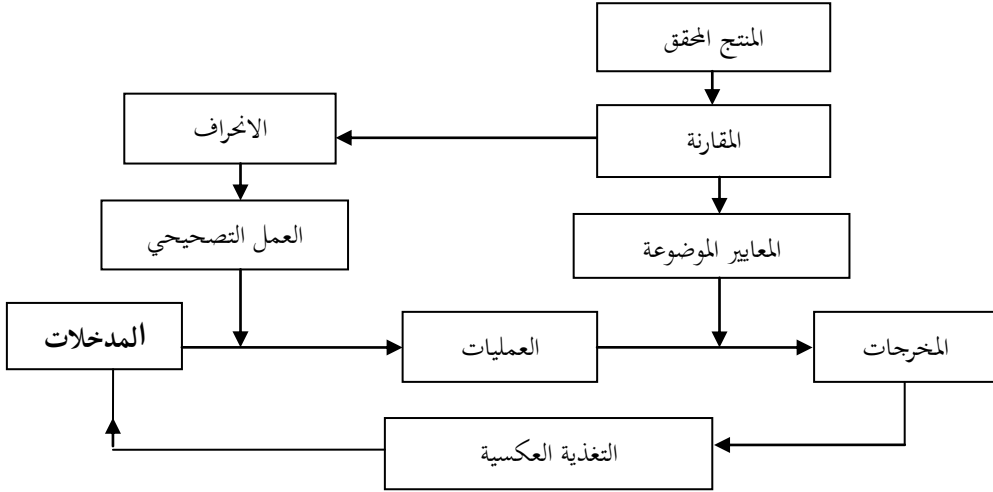 المنتج المحقق
الانحراف
المقارنة
العمل التصحيحي
المعايير الموضوعة
المدخلات
العمليات
المخرجات
التغذية العكسية